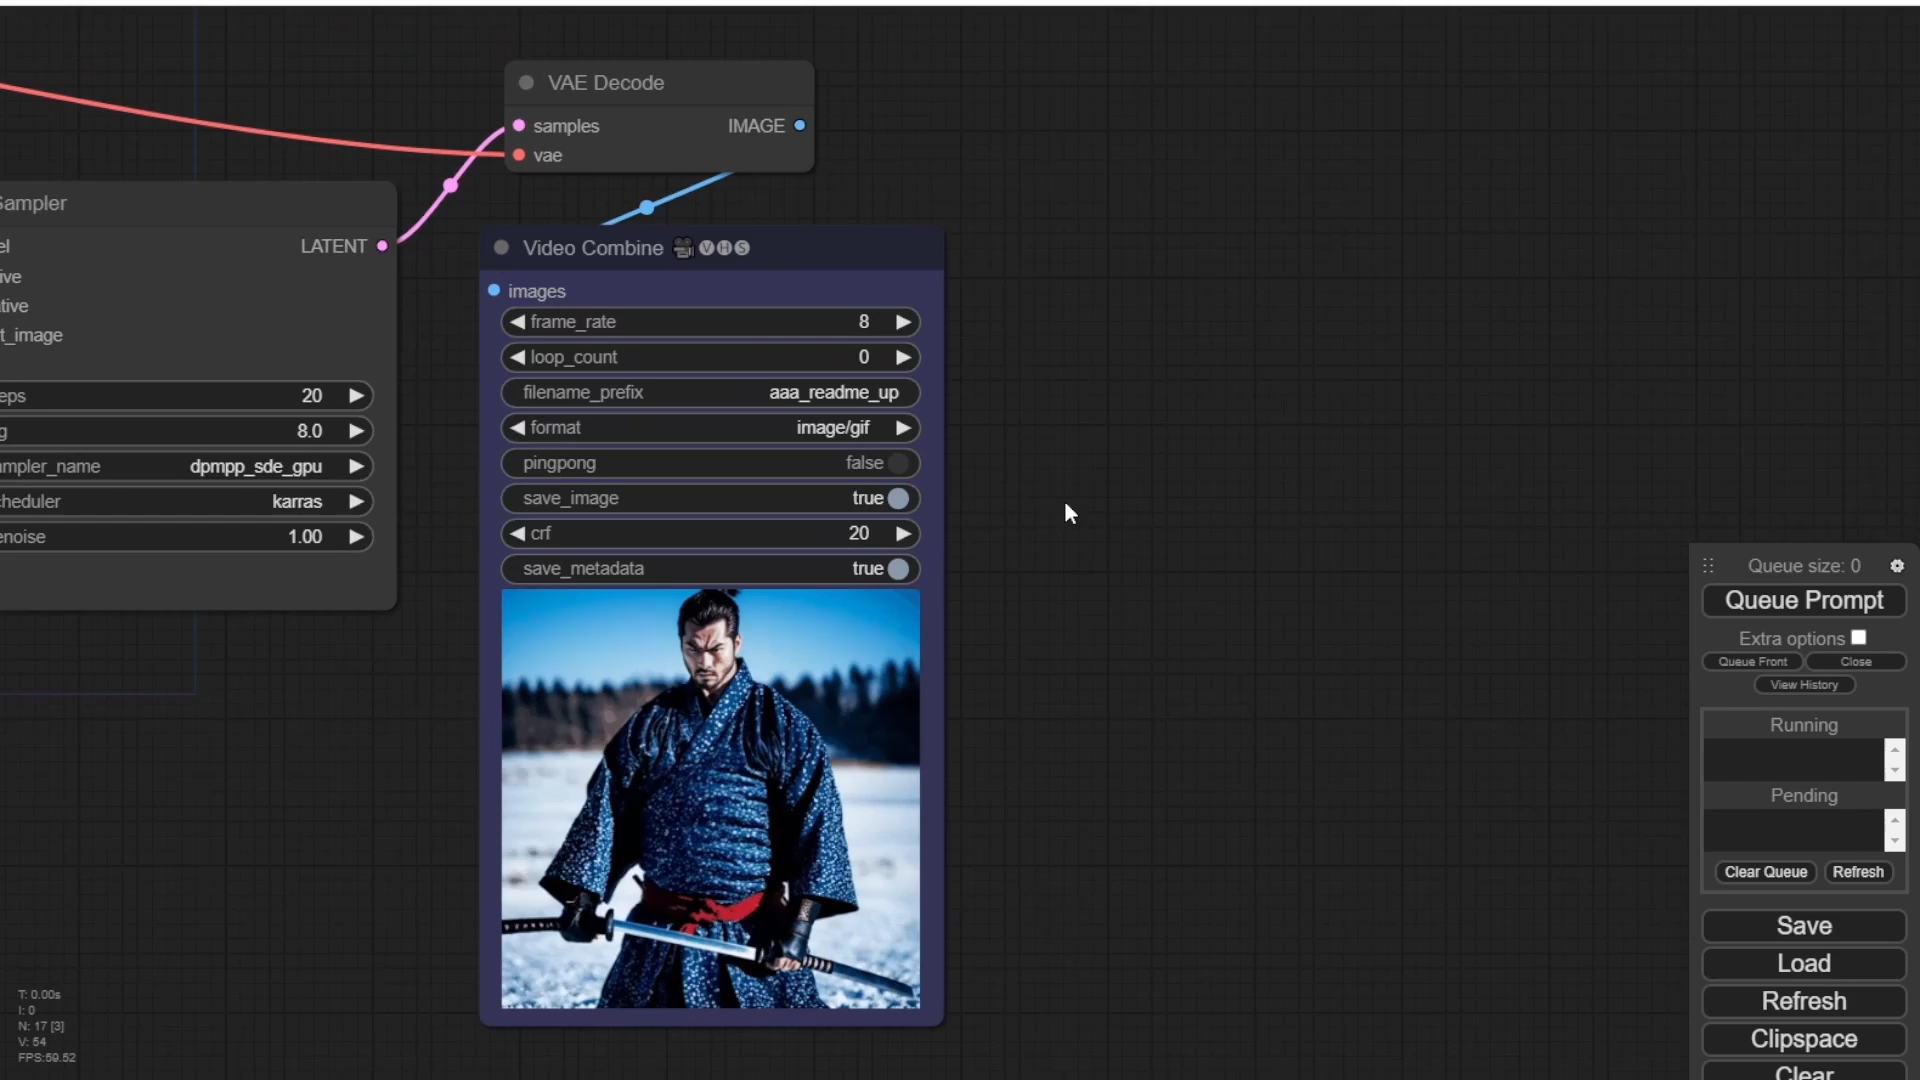 VAE Decode
samples IMAGE
vae
Sampler
LATENT
el
ive
ative
t_image
eps 20
g 8.0
ampler_name dpmpp_sde_gpu
cheduler karras
enoise 1.00
Video Combine 🎥🅥🅗🅢
images
frame_rate 8
loop_count 0
filename_prefix aaa_readme_up
format image/gif
pingpong false
save_image true
crf 20
save_metadata true
Queue size: 0
Queue Prompt
Extra options
Queue Front Close
View History
Running
Pending
Clear Queue Refresh
Save
Load
Refresh
Clipspace
Clear
T: 0.00s
I: 0
N: 17 [3]
V: 54
FPS:59.52